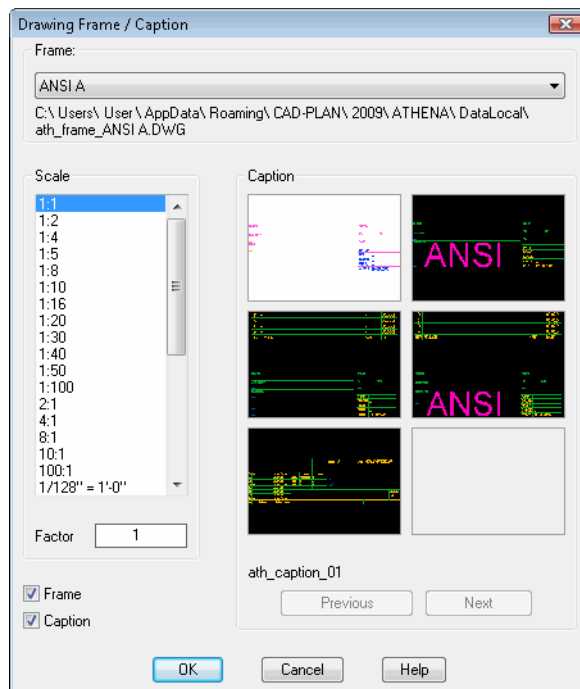 Drawing Frame / Caption
Frame:
ANSI A
C:\ Users\ User\ AppData\ Roaming\ CAD-PLAN\ 2009\ ATHENA\ DataLocal\
ath_frame_ANSI A.DWG
Scale
1:1
1:2
1:4
1:5
1:8
1:10
1:16
1:20
1:30
1:40
1:50
1:100
2:1
4:1
8:1
10:1
100:1
1/128" = 1'-0"
Factor
1
Frame
Caption
Caption
ANSI
ANSI
ath_caption_01
Previous
Next
OK
Cancel
Help